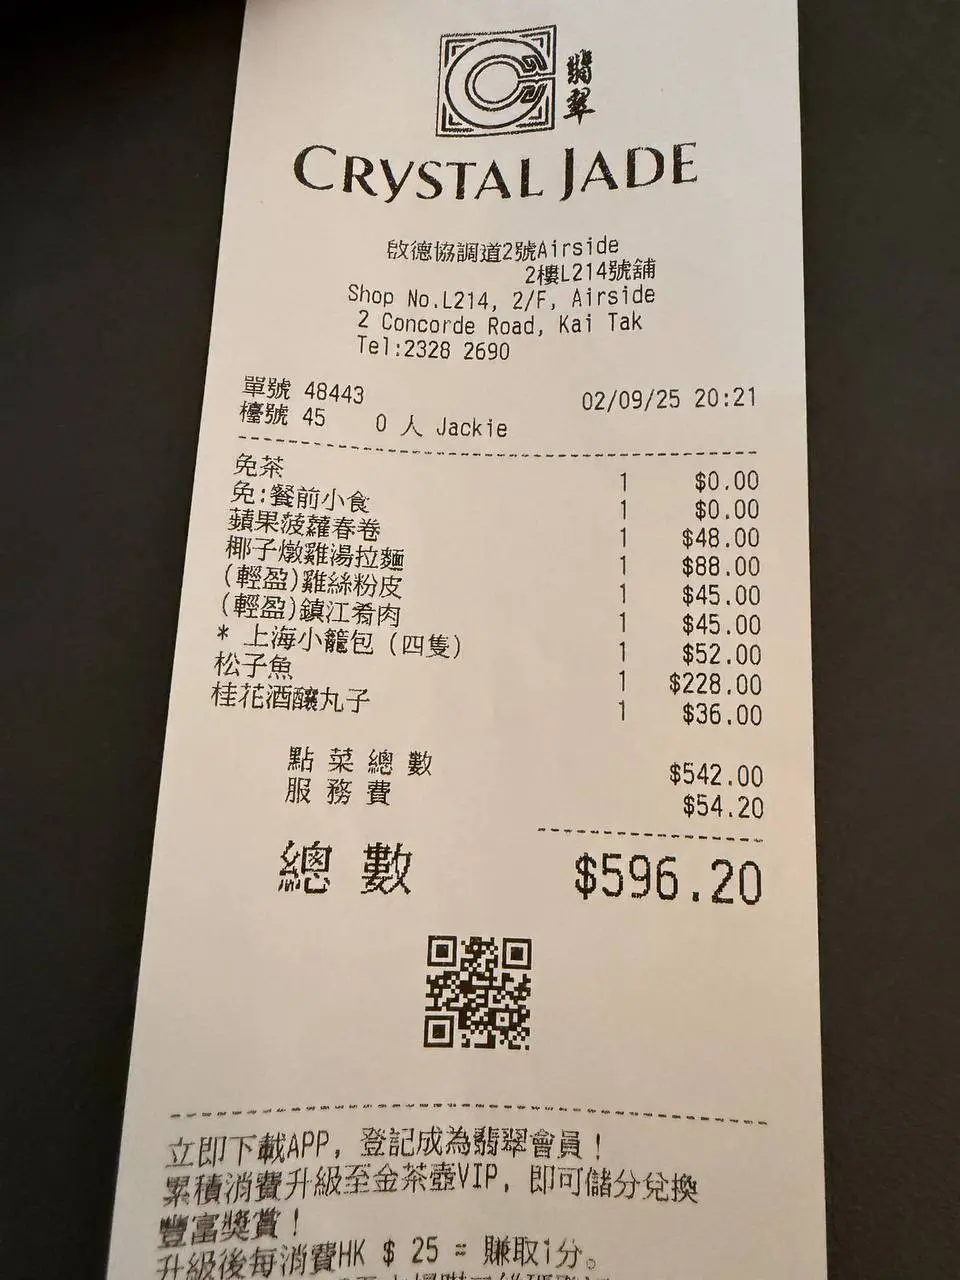 翡翠
CRYSTAL JADE
啟德協調道2號Airside
2樓L214號舖
Shop No.L214, 2/F, Airside
2 Concorde Road, Kai Tak
Tel:2328 2690
單號 48443 02/09/25 20:21
檯號 45 0 人 Jackie
免茶 1 $0.00
免:餐前小食 1 $0.00
蘋果菠蘿春卷 1 $48.00
椰子燉雞湯拉麵 1 $88.00
(輕盈)雞絲粉皮 1 $45.00
(輕盈)鎮江肴肉 1 $45.00
* 上海小籠包 (四隻) 1 $52.00
松子魚 1 $228.00
桂花酒釀丸子 1 $36.00
點菜總數 $542.00
服務費 $54.20
總數 $596.20
立即下載APP, 登記成為翡翠會員!
累積消費升級至金茶壺VIP, 即可儲分兌換
豐富獎賞!
升級後每消費HK $ 25 = 賺取1分。